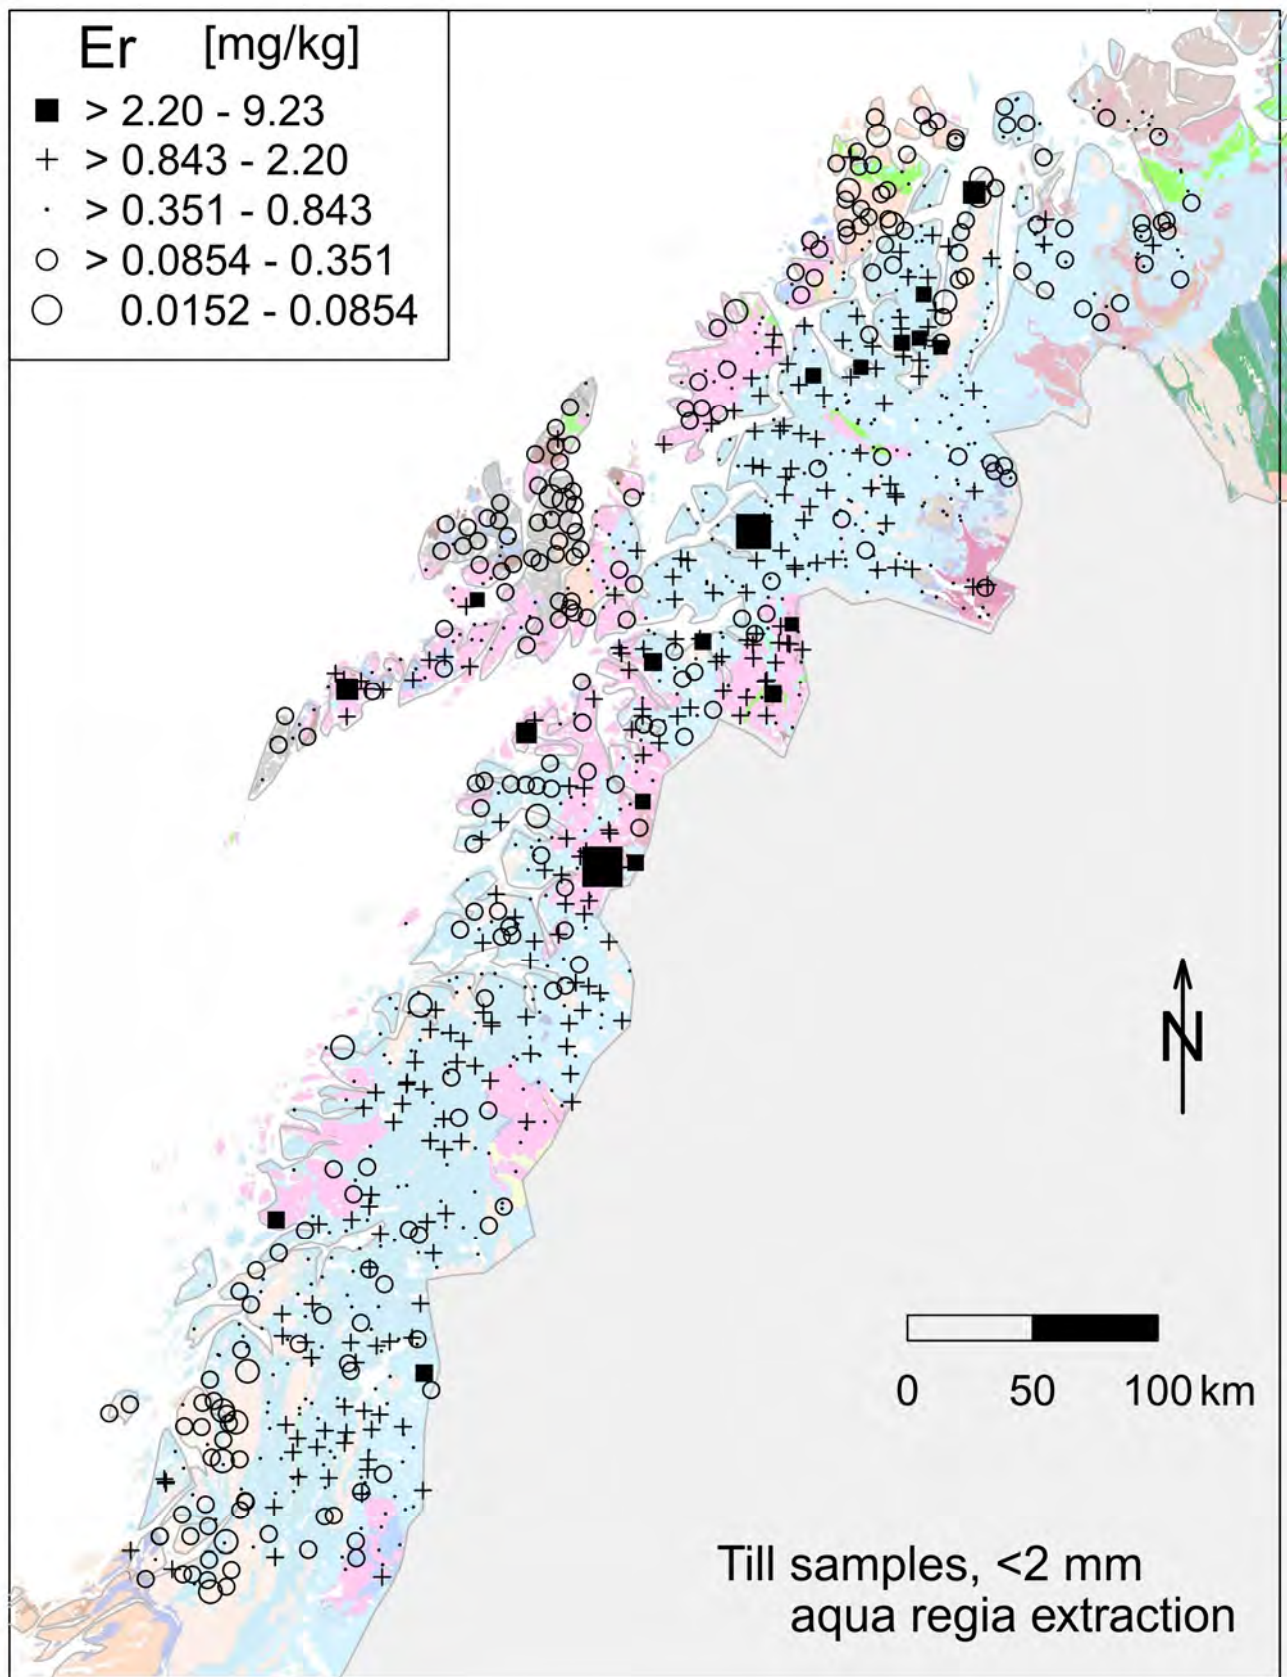 Er [mg/kg]
> 2.20 - 9.23
> 0.843 - 2.20
> 0.351 - 0.843
> 0.0854 - 0.351
0.0152 - 0.0854
N
0 50 100 km
Till samples, <2 mm
aqua regia extraction